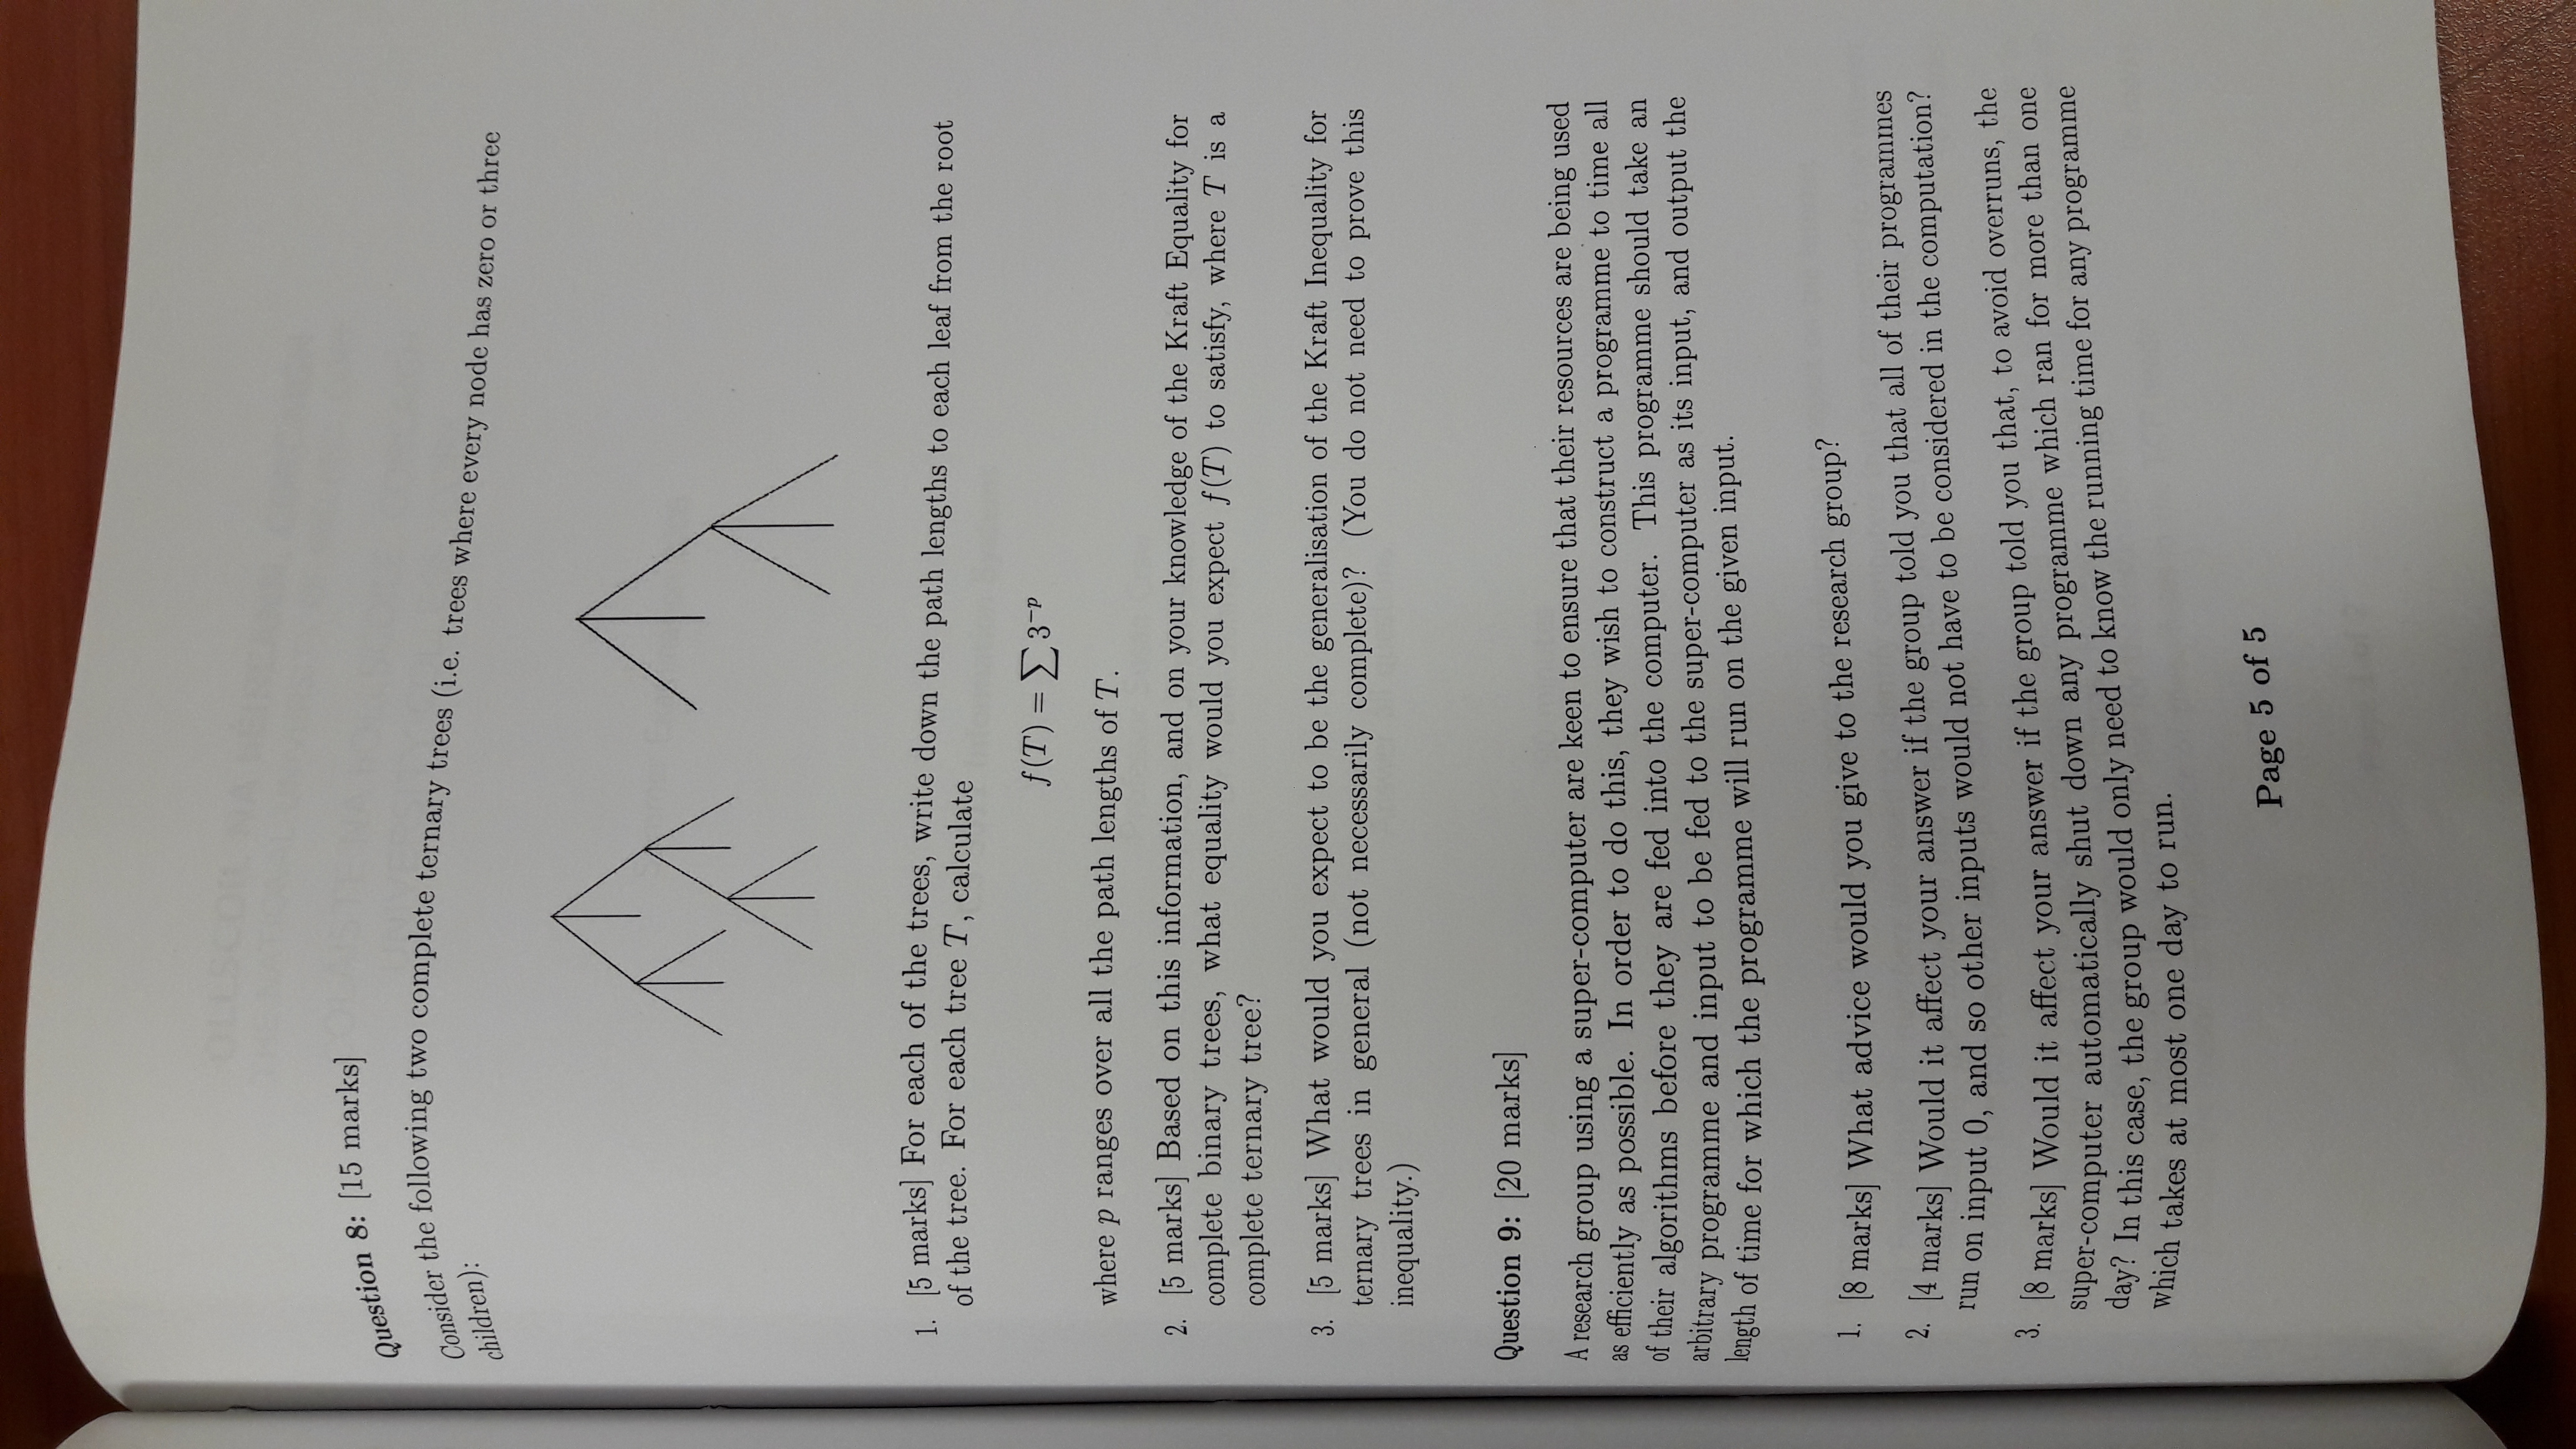 Question 8: [15 marks]
Consider the following two complete ternary trees (i.e. trees where every node has zero or three
children):
1. [5 marks] For each of the trees, write down the path lengths to each leaf from the root
of the tree. For each tree T, calculate
f(T) = ∑ 3⁻ᵖ
where p ranges over all the path lengths of T.
2. [5 marks] Based on this information, and on your knowledge of the Kraft Equality for
complete binary trees, what equality would you expect f(T) to satisfy, where T is a
complete ternary tree?
3. [5 marks] What would you expect to be the generalisation of the Kraft Inequality for
ternary trees in general (not necessarily complete)? (You do not need to prove this
inequality.)
Question 9: [20 marks]
A research group using a super-computer are keen to ensure that their resources are being used
as efficiently as possible. In order to do this, they wish to construct a programme to time all
of their algorithms before they are fed into the computer. This programme should take an
arbitrary programme and input to be fed to the super-computer as its input, and output the
length of time for which the programme will run on the given input.
1. [8 marks] What advice would you give to the research group?
2. [4 marks] Would it affect your answer if the group told you that all of their programmes
run on input 0, and so other inputs would not have to be considered in the computation?
3. [8 marks] Would it affect your answer if the group told you that, to avoid overruns, the
super-computer automatically shut down any programme which ran for more than one
day? In this case, the group would only need to know the running time for any programme
which takes at most one day to run.
Page 5 of 5